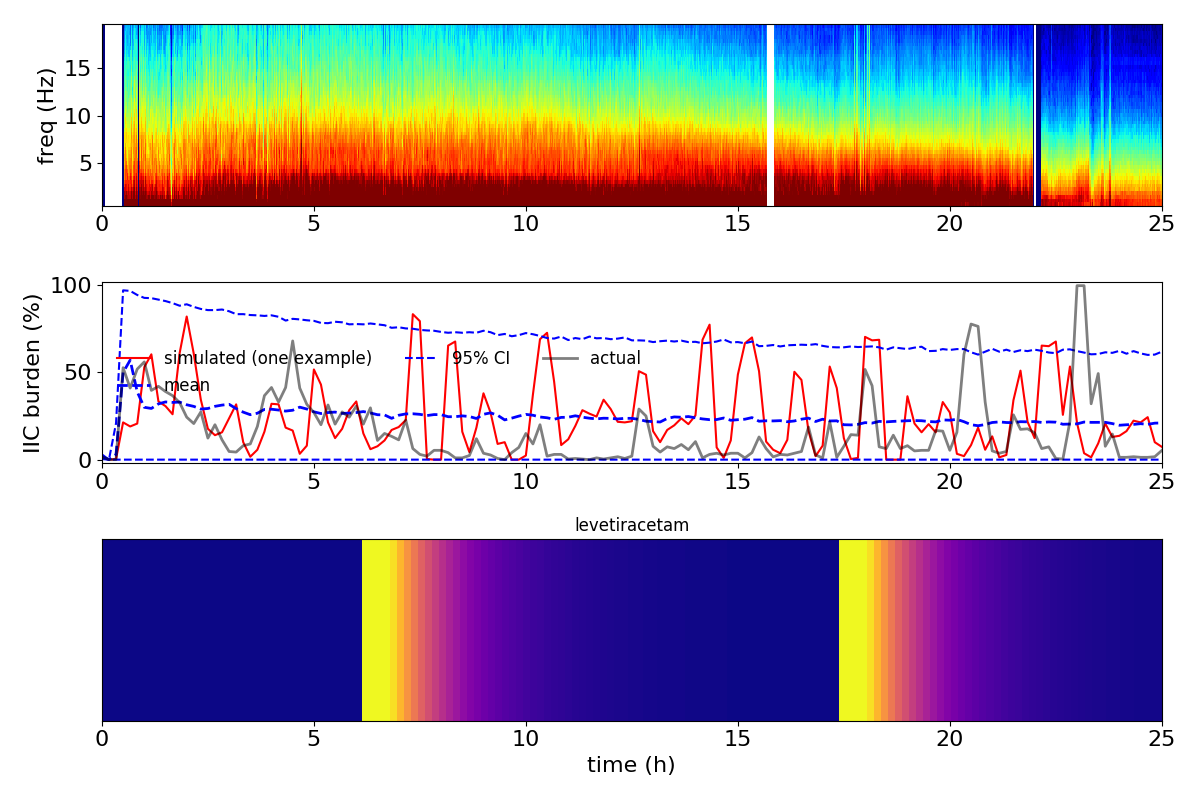 freq (Hz)
15
10
5
0 5 10 15 20 25
IIC burden (%)
100
50
0
simulated (one example) 95% CI actual
mean
0 5 10 15 20 25
levetiracetam
0 5 10 15 20 25
time (h)